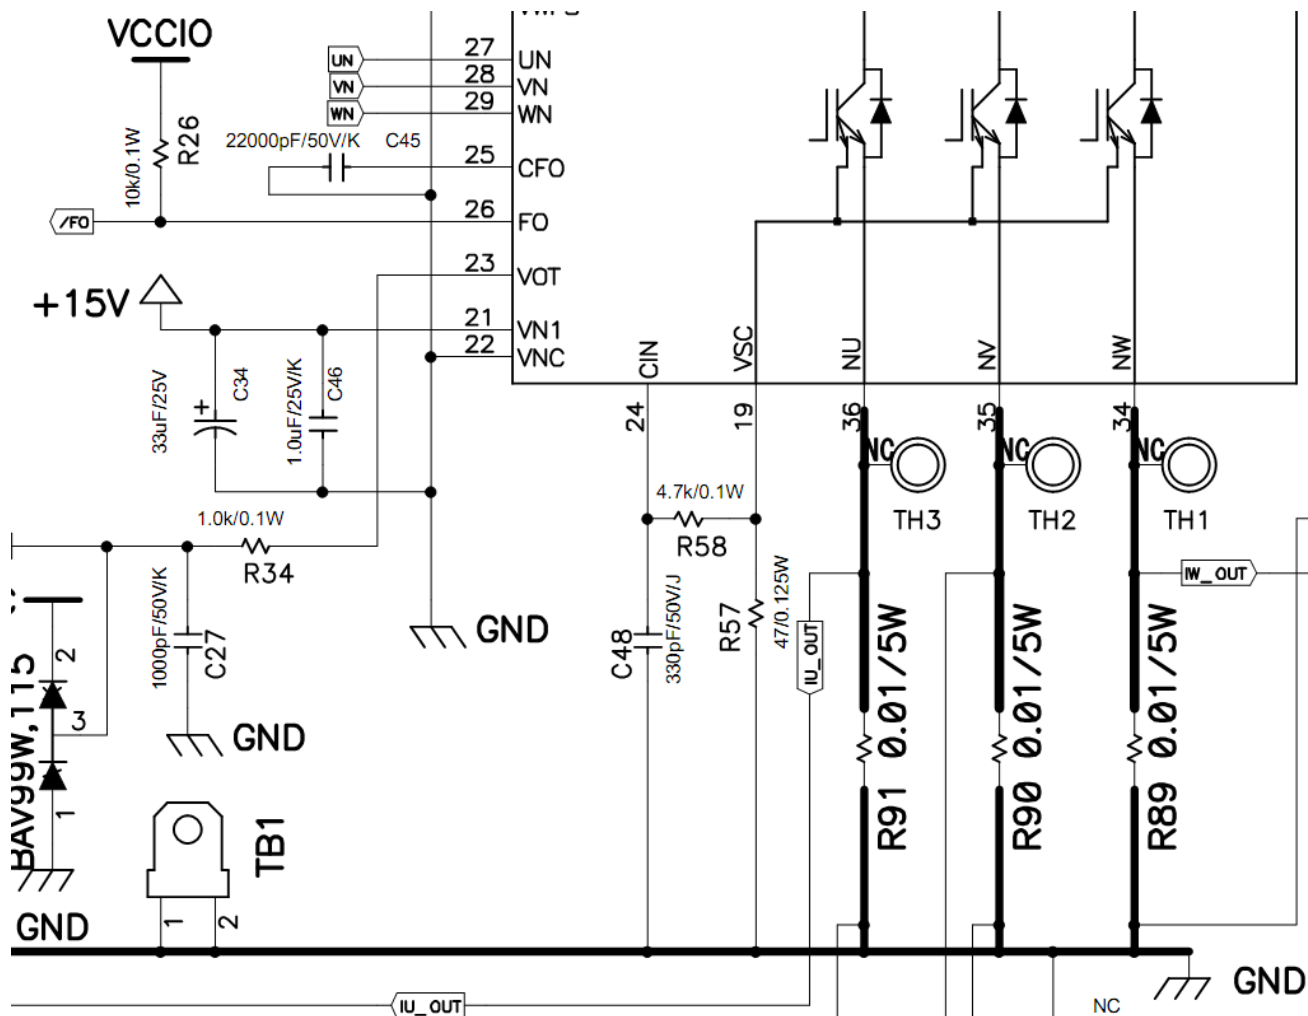 VCCIO
UN
27
UN
VN
28
VN
WN
29
WN
10k/0.1W
R26
22000pF/50V/K
C45
25
CFO
/FO
26
FO
23
VOT
+15V
21
VN1
22
VNC
33uF/25V
C34
1.0uF/25V/K
C46
CIN
VSC
NU
NV
NW
24
19
36
35
34
NC
NC
NC
TH3
TH2
TH1
1.0k/0.1W
R34
4.7k/0.1W
R58
IW_OUT
1000pF/50V/K
C27
GND
GND
C48
330pF/50V/J
R57
47/0.125W
IU_OUT
R91 0.01/5W
R90 0.01/5W
R89 0.01/5W
BAV99W,115
2
3
1
GND
TB1
1
2
GND
IU_OUT
NC